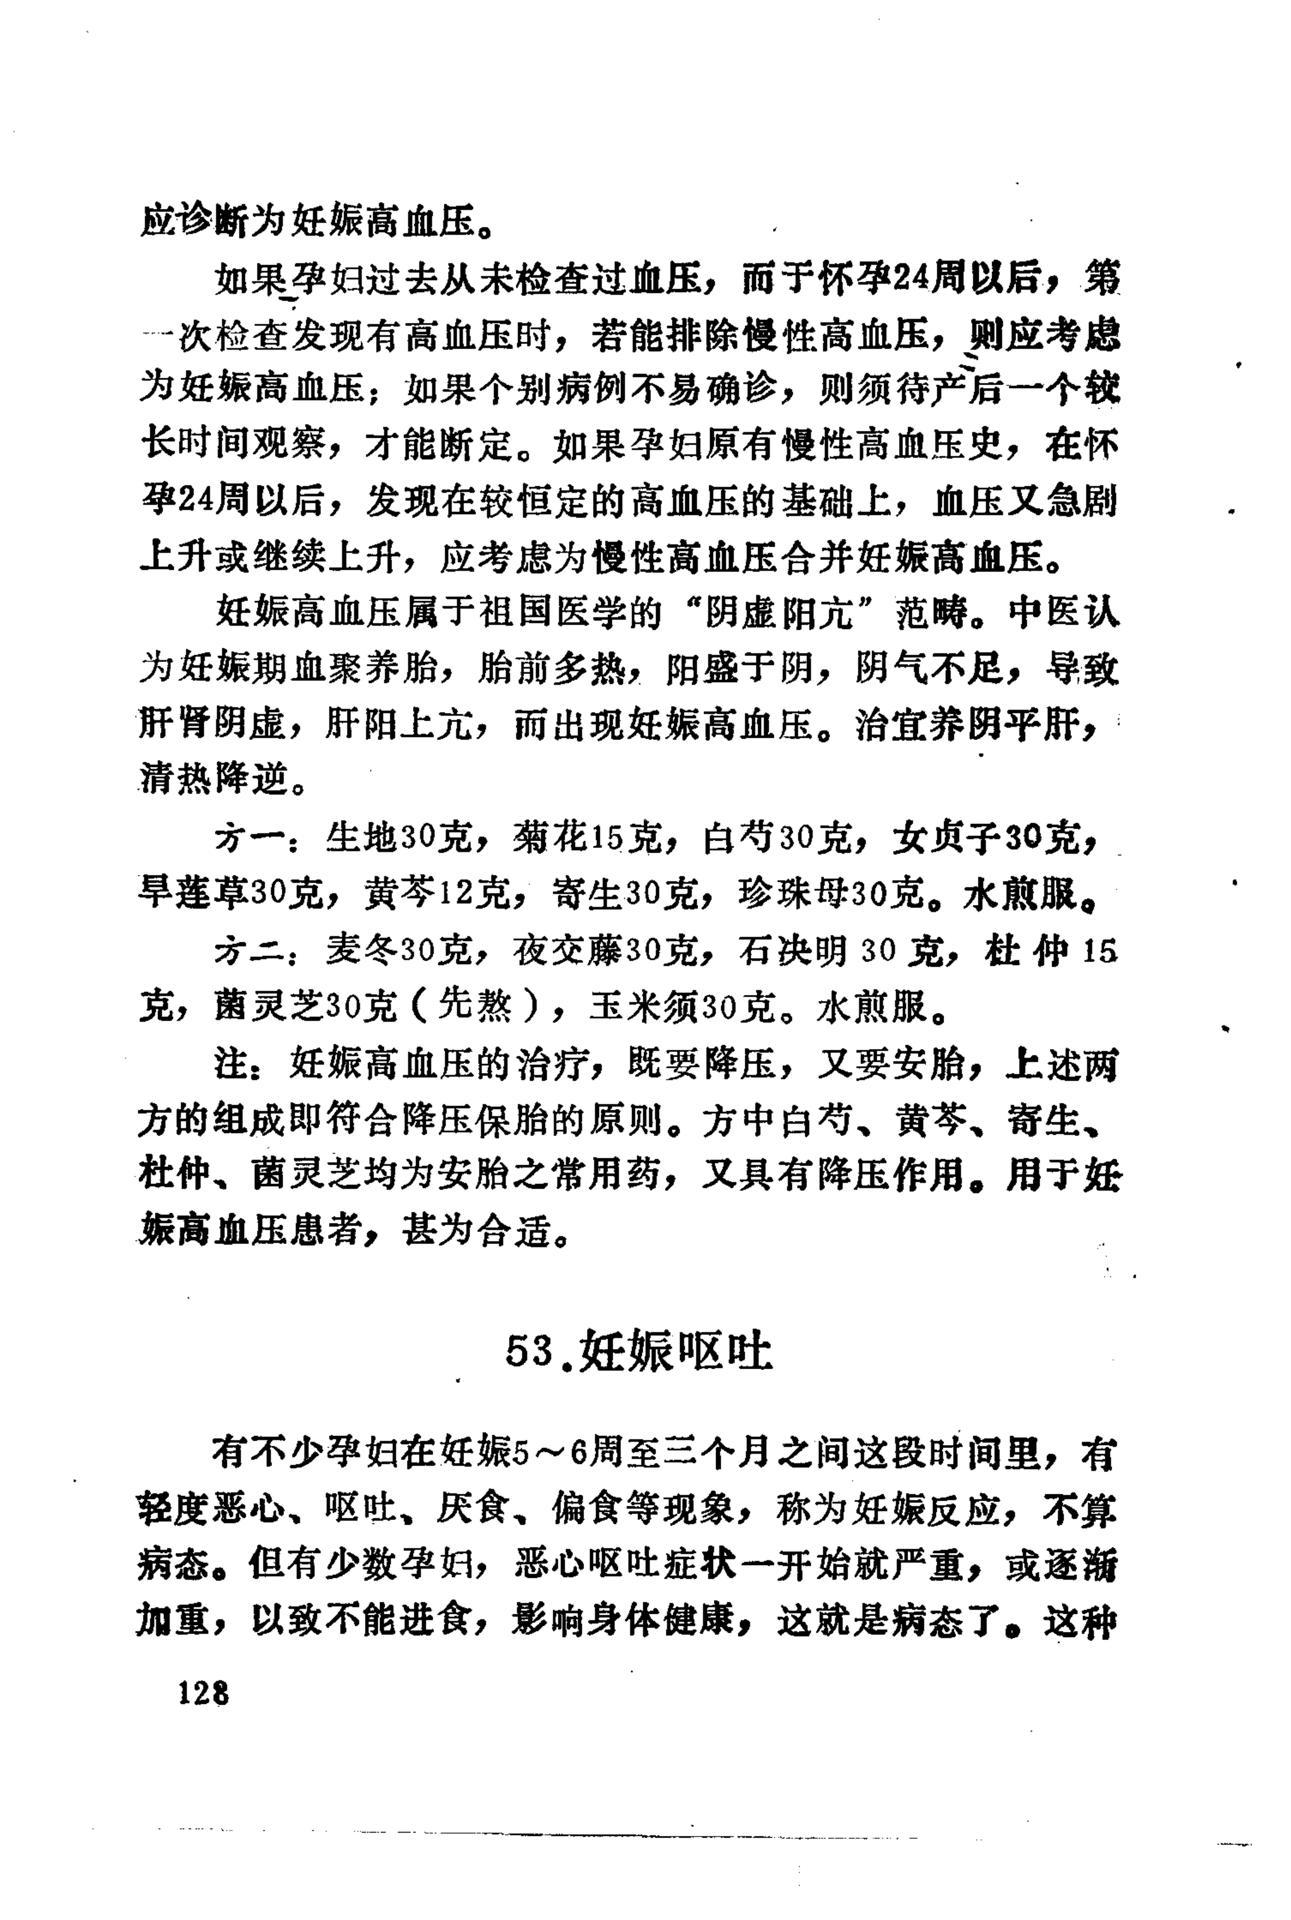 应诊断为妊娠高血压。
如果孕妇过去从未检查过血压，而于怀孕24周以后，第
一次检查发现有高血压时，若能排除慢性高血压，则应考虑
为妊娠高血压；如果个别病例不易确诊，则须待产后一个较
长时间观察，才能断定。如果孕妇原有慢性高血压史，在怀
孕24周以后，发现在较恒定的高血压的基础上，血压又急剧
上升或继续上升，应考虑为慢性高血压合并妊娠高血压。
妊娠高血压属于祖国医学的“阴虚阳亢”范畴。中医认
为妊娠期血聚养胎，胎前多热，阳盛于阴，阴气不足，导致
肝肾阴虚，肝阳上亢，而出现妊娠高血压。治宜养阴平肝，
清热降逆。
方一：生地30克，菊花15克，白芍30克，女贞子30克，
旱莲草30克，黄芩12克，寄生30克，珍珠母30克。水煎服。
方二：麦冬30克，夜交藤30克，石决明30克，杜仲15
克，菌灵芝30克（先熬），玉米须30克。水煎服。
注：妊娠高血压的治疗，既要降压，又要安胎，上述两
方的组成即符合降压保胎的原则。方中白芍、黄芩、寄生、
杜仲、菌灵芝均为安胎之常用药，又具有降压作用。用于妊
娠高血压患者，甚为合适。
53.妊娠呕吐
有不少孕妇在妊娠5～6周至三个月之间这段时间里，有
轻度恶心、呕吐、厌食、偏食等现象，称为妊娠反应，不算
病态。但有少数孕妇，恶心呕吐症状一开始就严重，或逐渐
加重，以致不能进食，影响身体健康，这就是病态了。这种
128